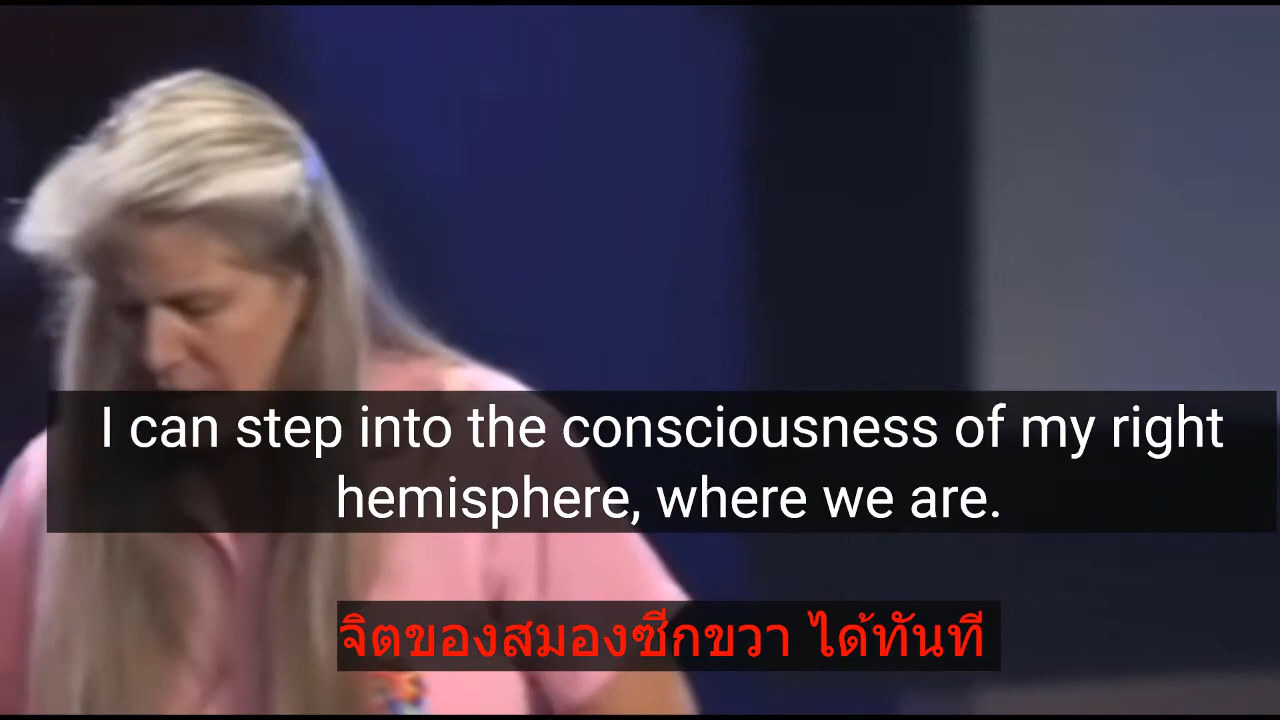 I can step into the consciousness of my right
hemisphere, where we are.
จิตของสมองซีกขวา ได้ทันที